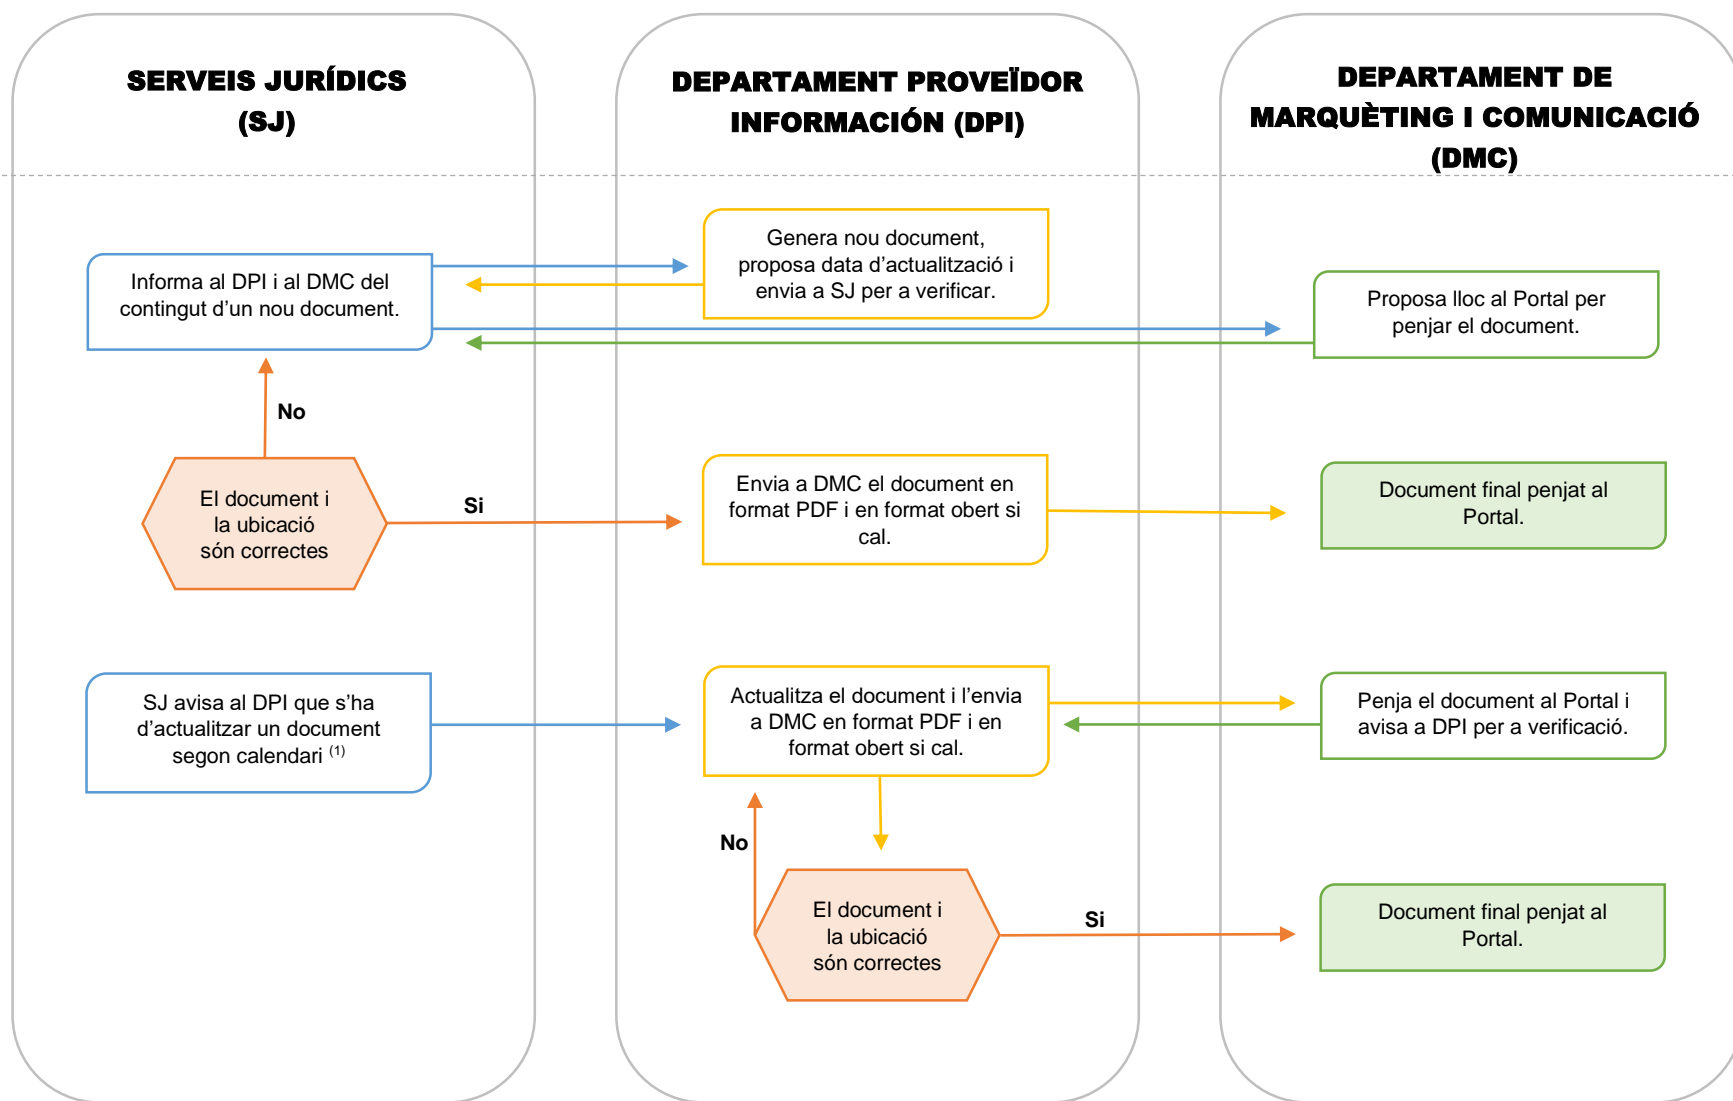 SERVEIS JURÍDICS
(SJ)
DEPARTAMENT PROVEÏDOR
INFORMACIÓN (DPI)
DEPARTAMENT DE
MARQUÈTING I COMUNICACIÓ
(DMC)
Informa al DPI i al DMC del
contingut d'un nou document.
Genera nou document,
proposa data d'actualització i
envia a SJ per a verificar.
Proposa lloc al Portal per
penjar el document.
No
El document i
la ubicació
són correctes
Si
Envia a DMC el document en
format PDF i en format obert si
cal.
Document final penjat al
Portal.
SJ avisa al DPI que s'ha
d'actualitzar un document
segon calendari (1)
Actualitza el document i l'envia
a DMC en format PDF i en
format obert si cal.
Penja el document al Portal i
avisa a DPI per a verificació.
No
El document i
la ubicació
són correctes
Si
Document final penjat al
Portal.